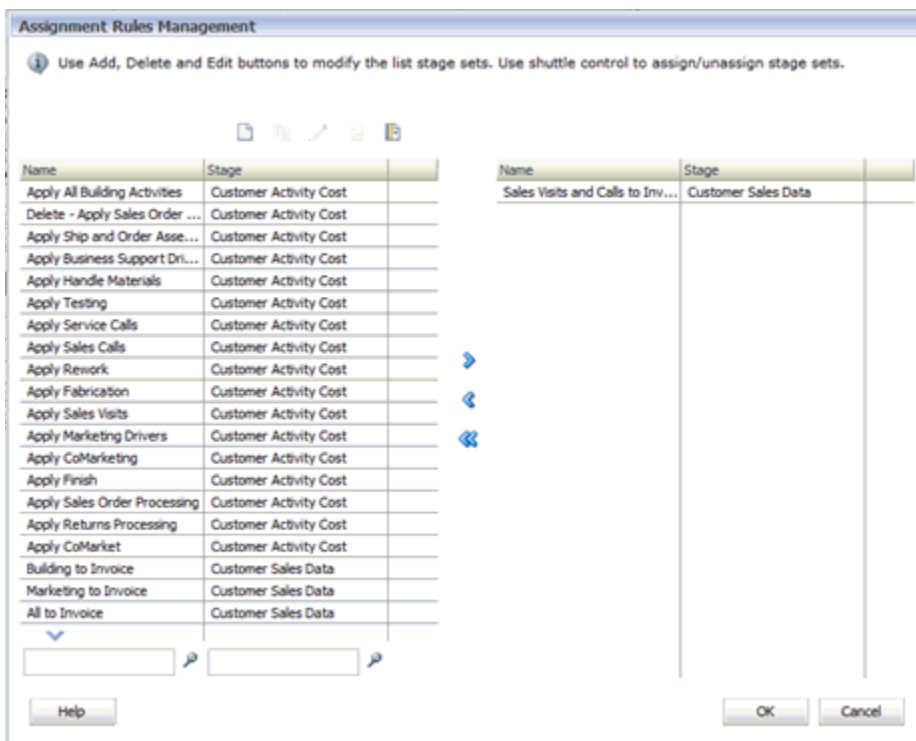 Assignment Rules Management
Use Add, Delete and Edit buttons to modify the list stage sets. Use shuttle control to assign/unassign stage sets.
Name Stage Name Stage
Apply All Building Activities Customer Activity Cost Sales Visits and Calls to Inv... Customer Sales Data
Delete - Apply Sales Order ... Customer Activity Cost
Apply Ship and Order Asse... Customer Activity Cost
Apply Business Support Dri... Customer Activity Cost
Apply Handle Materials Customer Activity Cost
Apply Testing Customer Activity Cost
Apply Service Calls Customer Activity Cost
Apply Sales Calls Customer Activity Cost
Apply Rework Customer Activity Cost
Apply Fabrication Customer Activity Cost
Apply Sales Visits Customer Activity Cost
Apply Marketing Drivers Customer Activity Cost
Apply CoMarketing Customer Activity Cost
Apply Finish Customer Activity Cost
Apply Sales Order Processing Customer Activity Cost
Apply Returns Processing Customer Activity Cost
Apply CoMarket Customer Activity Cost
Building to Invoice Customer Sales Data
Marketing to Invoice Customer Sales Data
All to Invoice Customer Sales Data
Help OK Cancel